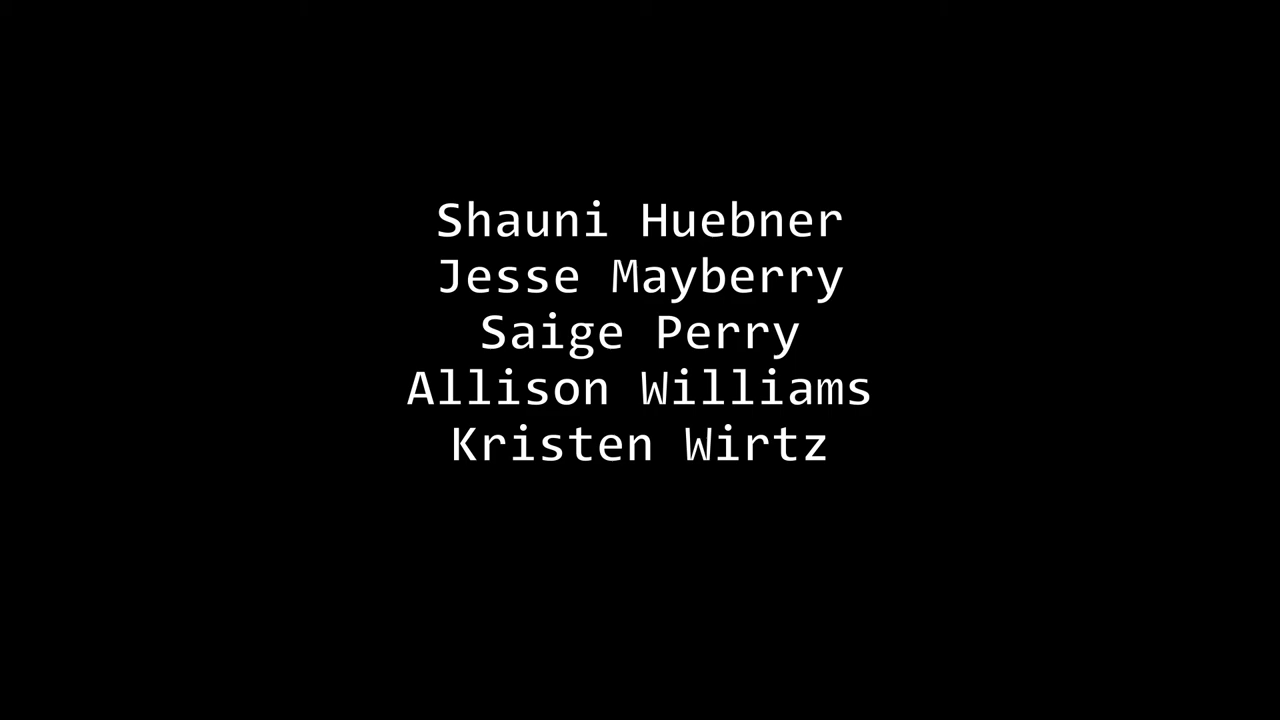 Shauni Huebner
Jesse Mayberry
Saige Perry
Allison Williams
Kristen Wirtz